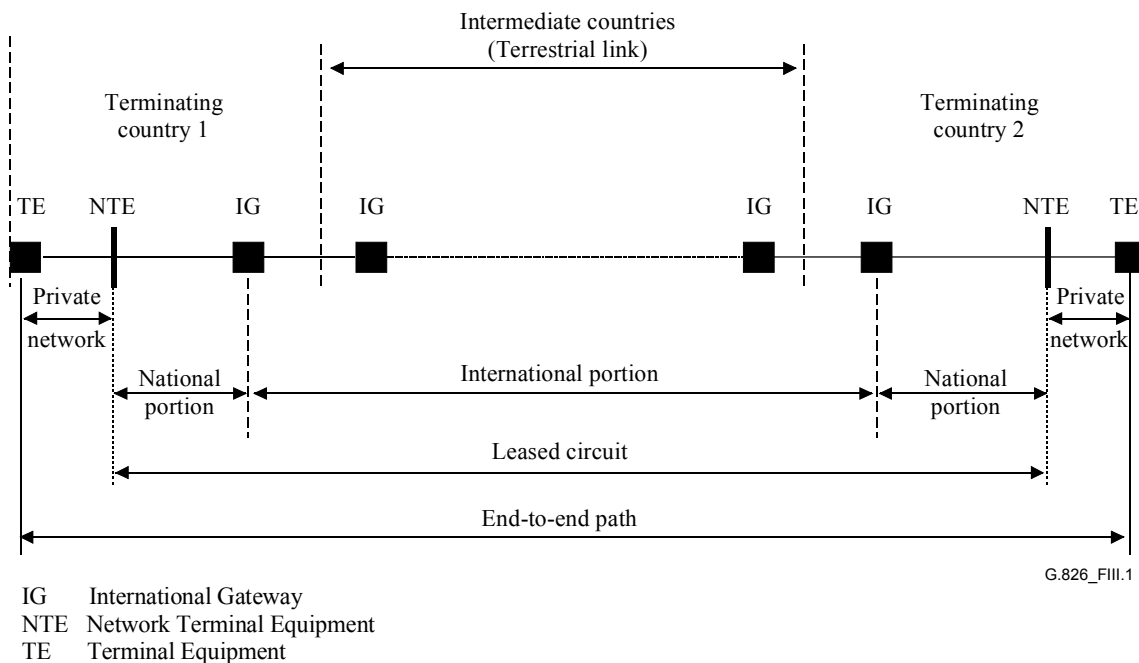 Intermediate countries
(Terrestrial link)
Terminating
country 1
Terminating
country 2
TE NTE IG IG IG IG NTE TE
Private
network
Private
network
National
portion
International portion
National
portion
Leased circuit
End-to-end path
G.826_FIII.1
IG International Gateway
NTE Network Terminal Equipment
TE Terminal Equipment